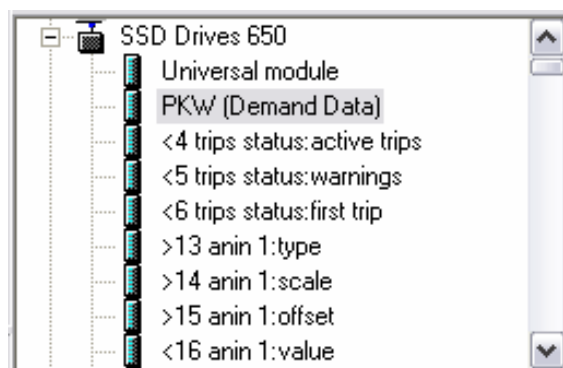 SSD Drives 650
Universal module
PKW (Demand Data)
<4 trips status:active trips
<5 trips status:warnings
<6 trips status:first trip
>13 anin 1:type
>14 anin 1:scale
>15 anin 1:offset
<16 anin 1:value